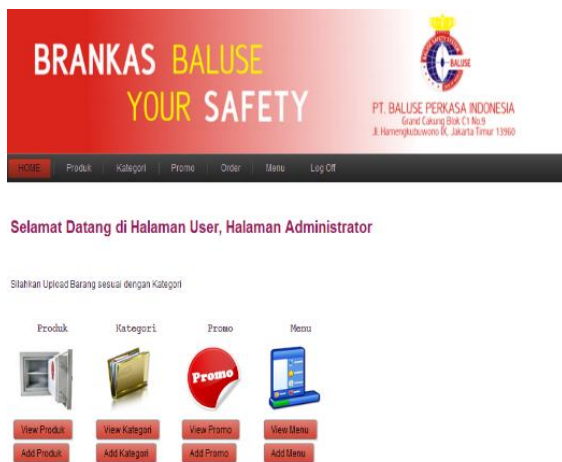 BRANKAS BALUSE
YOUR SAFETY
BALUSE
PT. BALUSE PERKASA INDONESIA
Grand Cakung Blok C1 No.9
Jl. Hamengkubuwono IX, Jakarta Timur 13960
HOME Produk Kategori Promo Order Menu Log Off
Selamat Datang di Halaman User, Halaman Administrator
Silahkan Upload Barang sesuai dengan Kategori
Produk Kategori Promo Menu
Promo
View Produk View Kategori View Promo View Menu
Add Produk Add Kategori Add Promo Add Menu